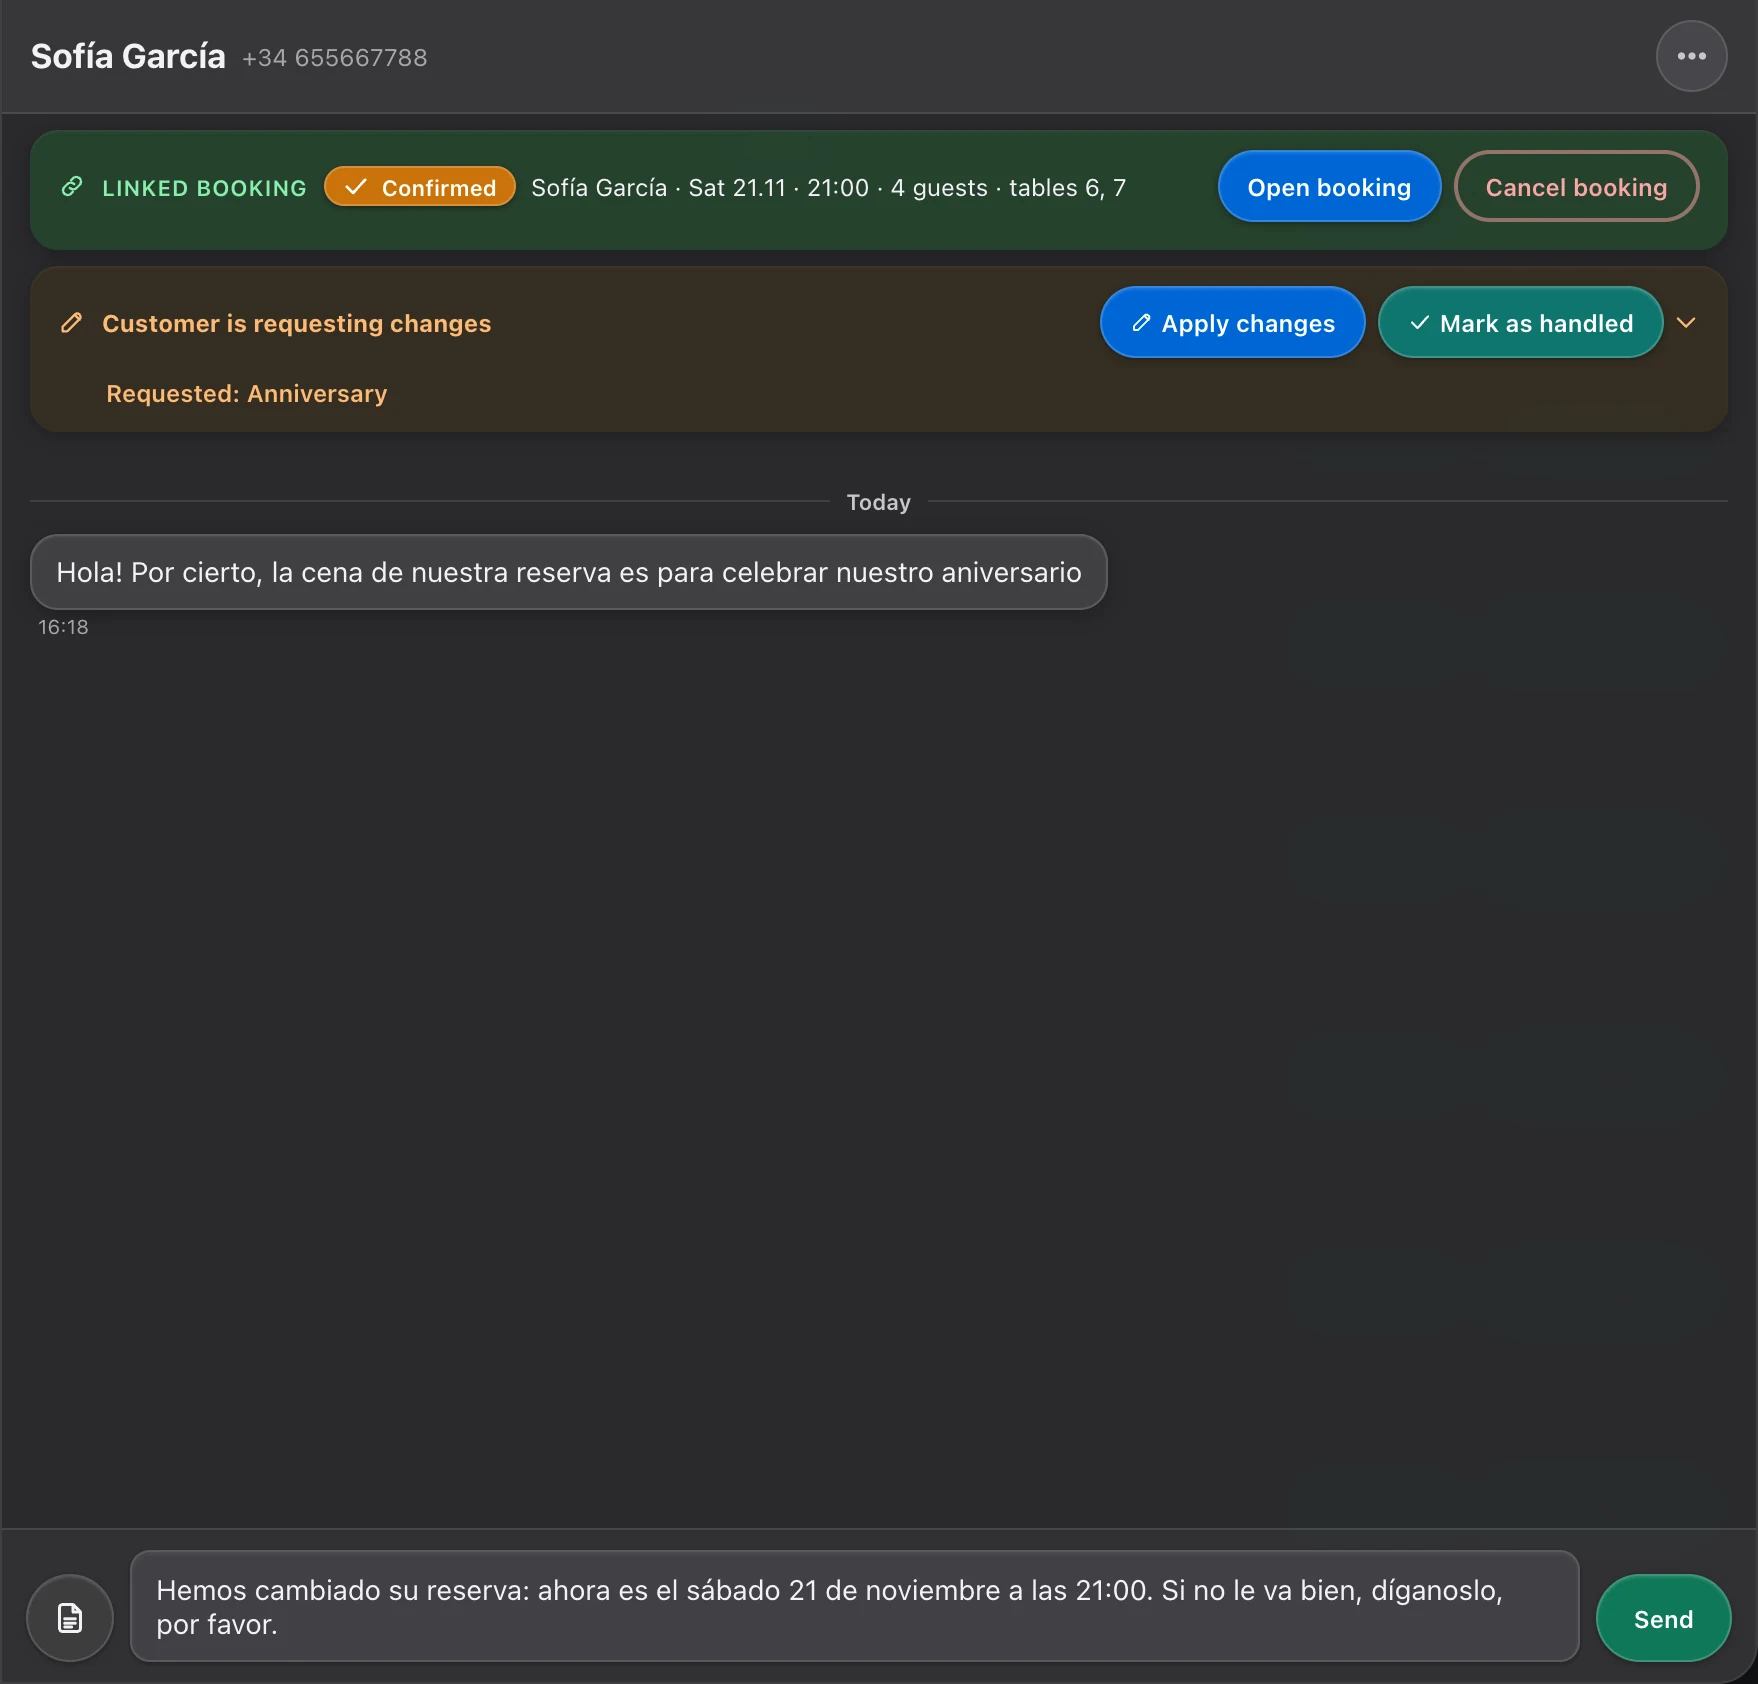 Sofía García +34 655667788
LINKED BOOKING Confirmed Sofía García · Sat 21.11 · 21:00 · 4 guests · tables 6, 7 Open booking Cancel booking
Customer is requesting changes Apply changes Mark as handled
Requested: Anniversary
Today
Hola! Por cierto, la cena de nuestra reserva es para celebrar nuestro aniversario
16:18
Hemos cambiado su reserva: ahora es el sábado 21 de noviembre a las 21:00. Si no le va bien, díganoslo,
por favor.
Send